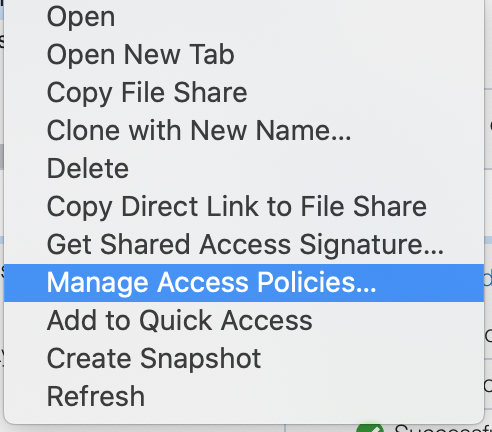 Open
Open New Tab
Copy File Share
Clone with New Name...
Delete
Copy Direct Link to File Share
Get Shared Access Signature...
Manage Access Policies...
Add to Quick Access
Create Snapshot
Refresh